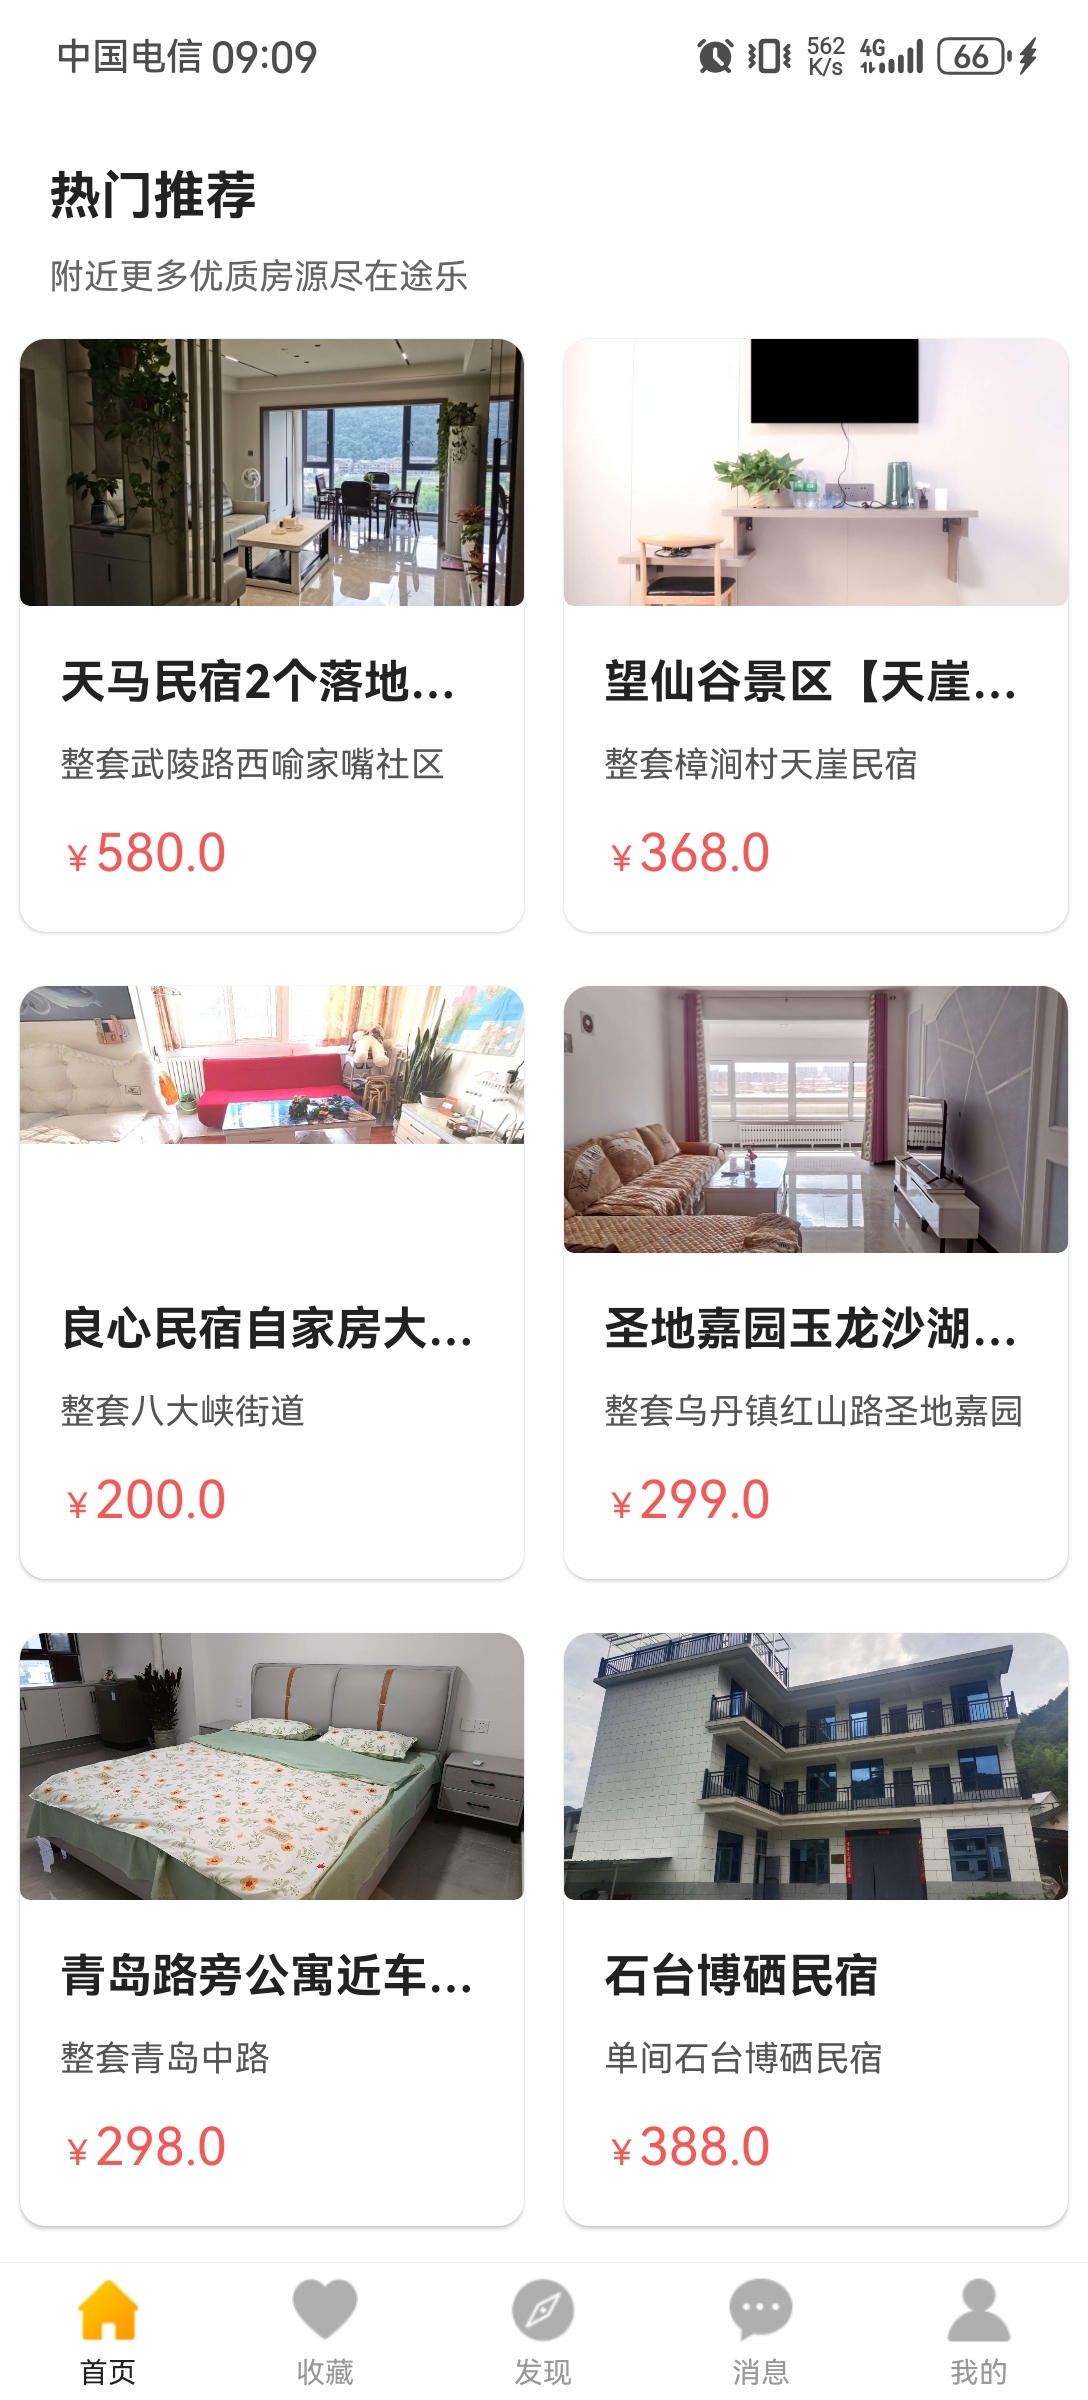 中国电信 09:09
562 K/s 4G 66
热门推荐
附近更多优质房源尽在途乐
天马民宿2个落地...
整套武陵路西喻家嘴社区
¥580.0
望仙谷景区【天崖...
整套樟涧村天崖民宿
¥368.0
良心民宿自家房大...
整套八大峡街道
¥200.0
圣地嘉园玉龙沙湖...
整套乌丹镇红山路圣地嘉园
¥299.0
青岛路旁公寓近车...
整套青岛中路
¥298.0
石台博硒民宿
单间石台博硒民宿
¥388.0
首页
收藏
发现
消息
我的